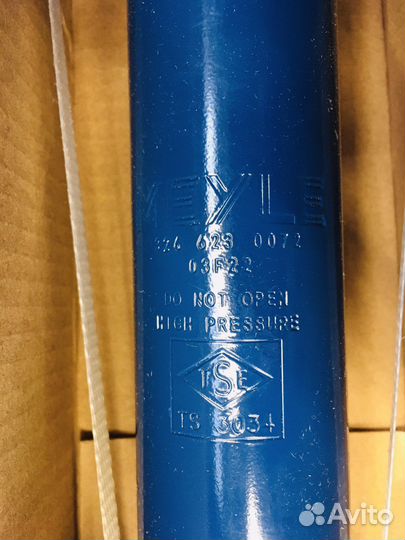 MEYLE
326 623 0072
03F22
DO NOT OPEN
HIGH PRESSURE
TSE
TS 3034
Avito